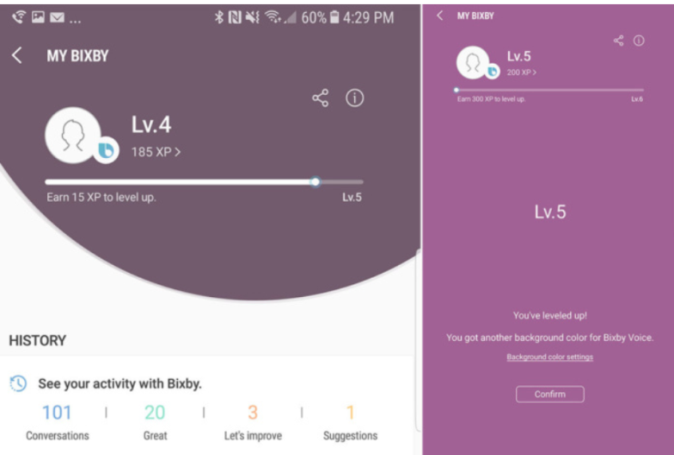 ... 60% 4:29 PM
MY BIXBY
Lv.4
185 XP >
Earn 15 XP to level up. Lv.5
HISTORY
See your activity with Bixby.
101 | 20 | 3 | 1
Conversations Great Let's improve Suggestions
MY BIXBY
Lv.5
200 XP >
Earn 300 XP to level up. Lv.6
Lv.5
You've leveled up!
You got another background color for Bixby Voice.
Background color settings
Confirm